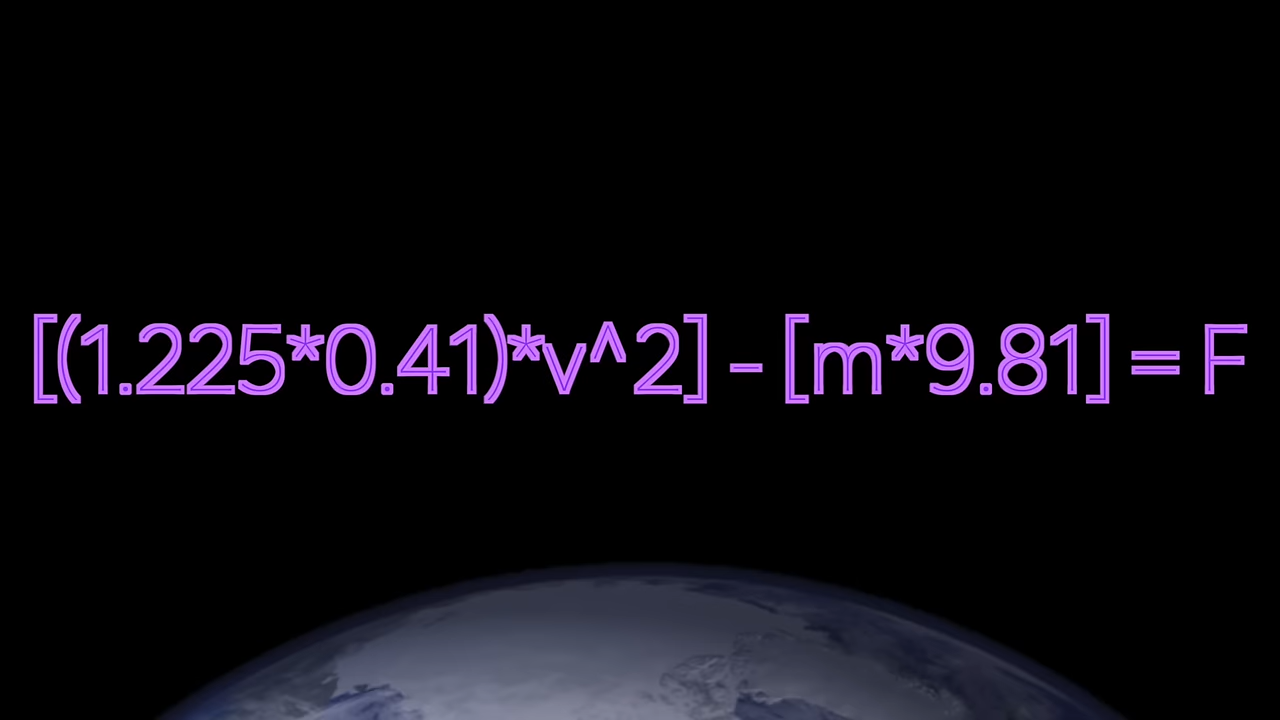 [(1.225*0.41)*v^2] - [m*9.81] = F